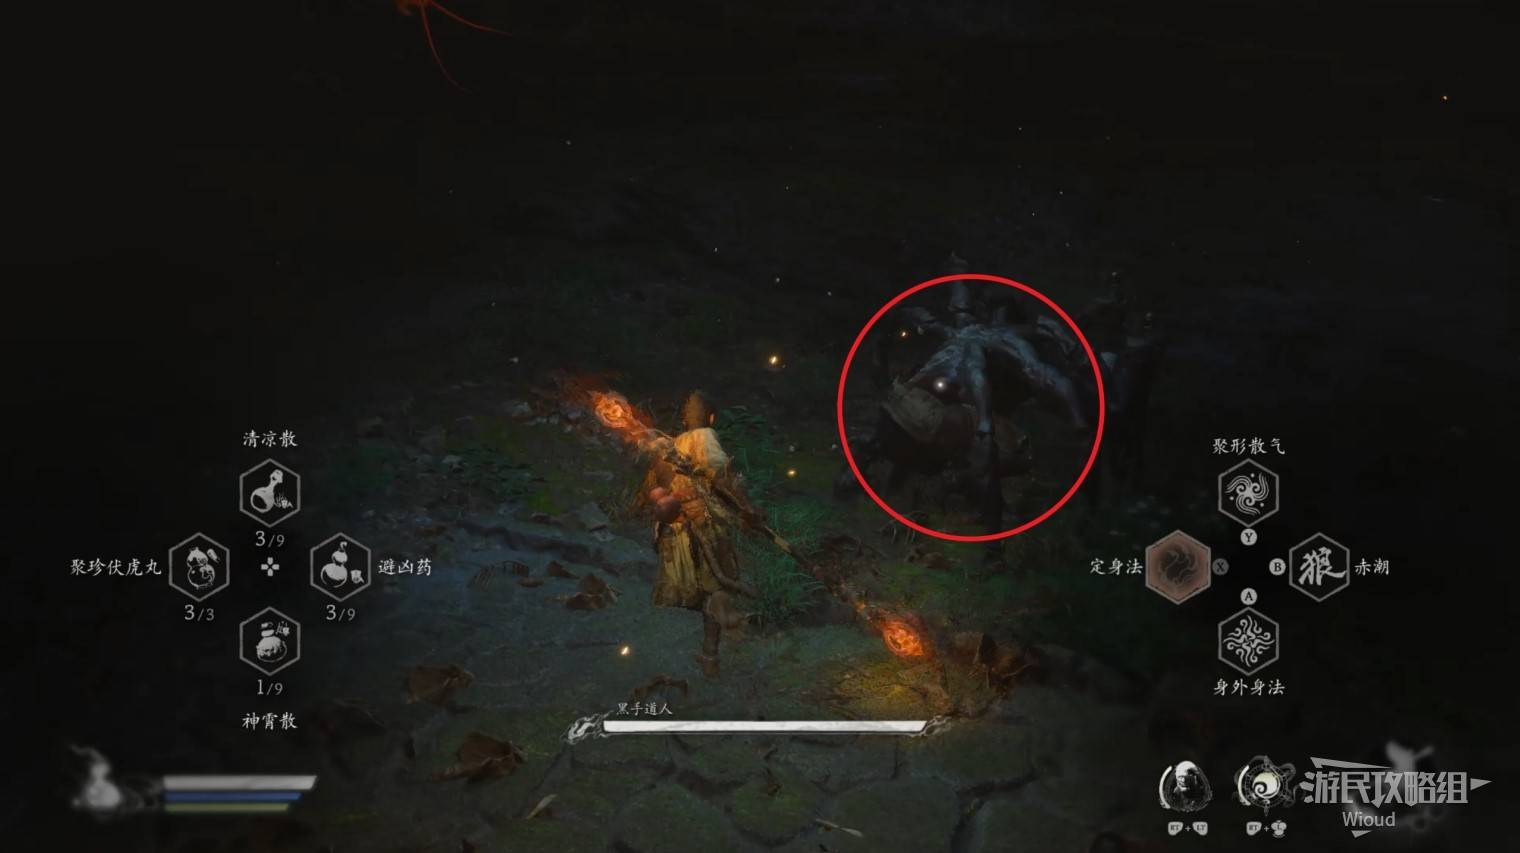 清凉散
3/9
聚珍伏虎丸
3/3
避凶药
3/9
1/9
神霄散
聚形散气
Y
定身法
X
B
狼
赤潮
A
身外身法
黑手道人
RT + LT
RT +
游民攻略组
Wioud